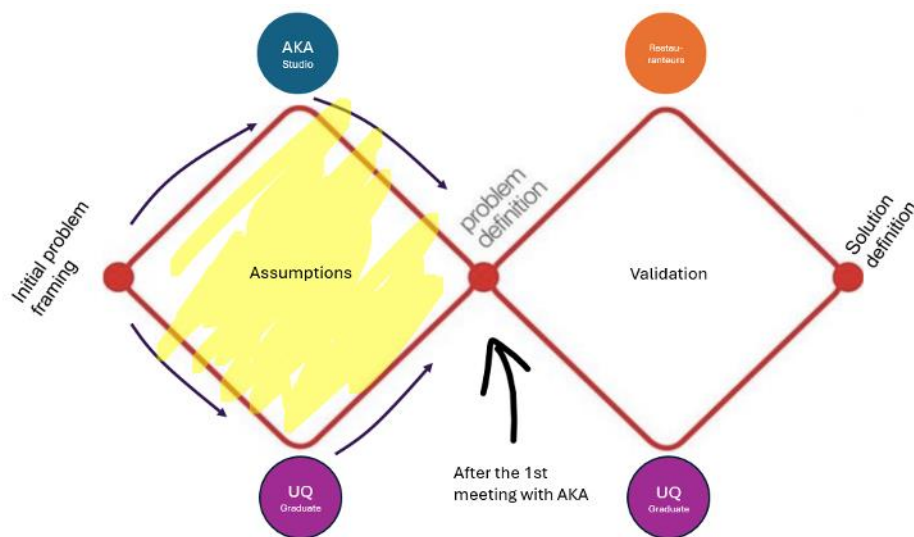 AKA
Studio
Restau-
ranteurs
Initial problem
framing
Assumptions
problem
definition
Validation
Solution
definition
After the 1st
meeting with AKA
UQ
Graduate
UQ
Graduate